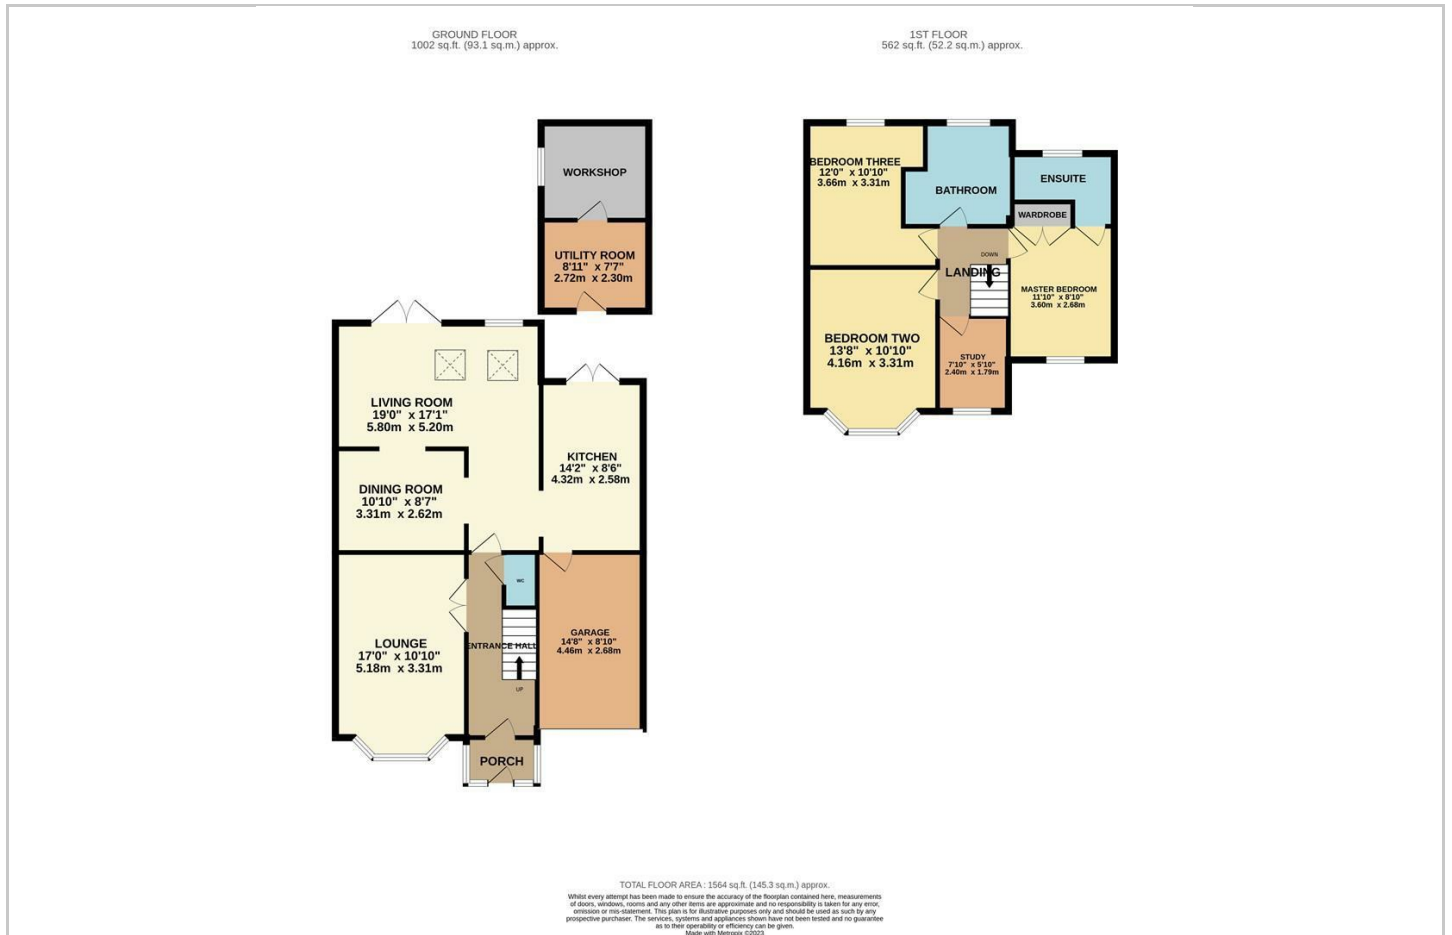 GROUND FLOOR
1002 sq.ft. (93.1 sq.m.) approx.
1ST FLOOR
562 sq.ft. (52.2 sq.m.) approx.
WORKSHOP
UTILITY ROOM
8'11" x 7'7"
2.72m x 2.30m
LIVING ROOM
19'0" x 17'1"
5.80m x 5.20m
KITCHEN
14'2" x 8'6"
4.32m x 2.58m
DINING ROOM
10'10" x 8'7"
3.31m x 2.62m
WC
LOUNGE
17'0" x 10'10"
5.18m x 3.31m
ENTRANCE HALL
UP
GARAGE
14'8" x 8'10"
4.46m x 2.68m
PORCH
BEDROOM THREE
12'0" x 10'10"
3.66m x 3.31m
BATHROOM
ENSUITE
WARDROBE
DOWN
LANDING
MASTER BEDROOM
11'10" x 8'10"
3.60m x 2.68m
BEDROOM TWO
13'8" x 10'10"
4.16m x 3.31m
STUDY
7'10" x 5'10"
2.40m x 1.79m
TOTAL FLOOR AREA : 1564 sq.ft. (145.3 sq.m.) approx.
Whilst every attempt has been made to ensure the accuracy of the floorplan contained here, measurements
of doors, windows, rooms and any other items are approximate and no responsibility is taken for any error,
omission or mis-statement. This plan is for illustrative purposes only and should be used as such by any
prospective purchaser. The services, systems and appliances shown have not been tested and no guarantee
as to their operability or efficiency can be given.
Made with Metropix ©2023